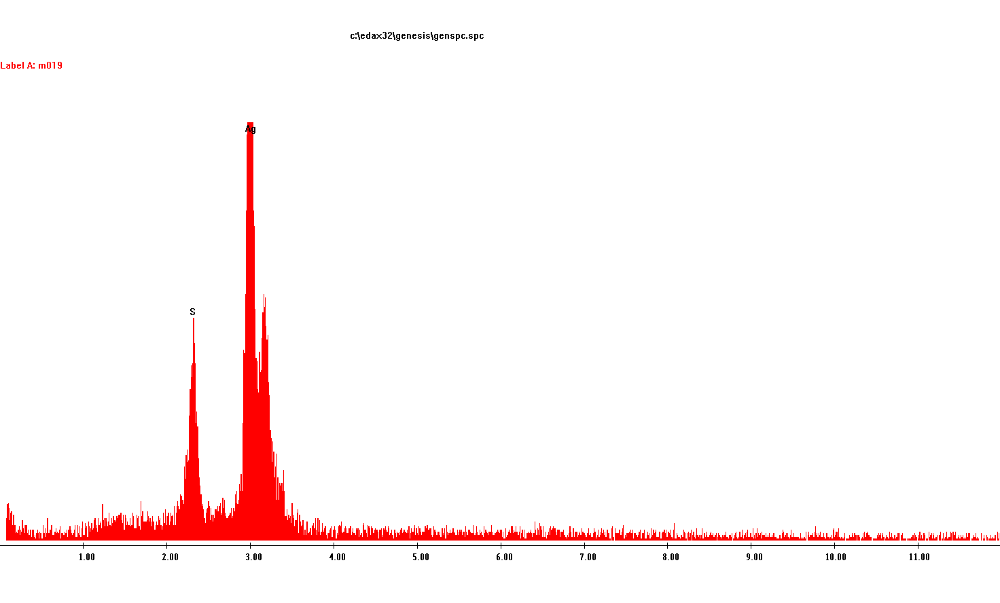 c:\edax32\genesis\genspc.spc
Label A: m019
Ag
S
1.00 2.00 3.00 4.00 5.00 6.00 7.00 8.00 9.00 10.00 11.00